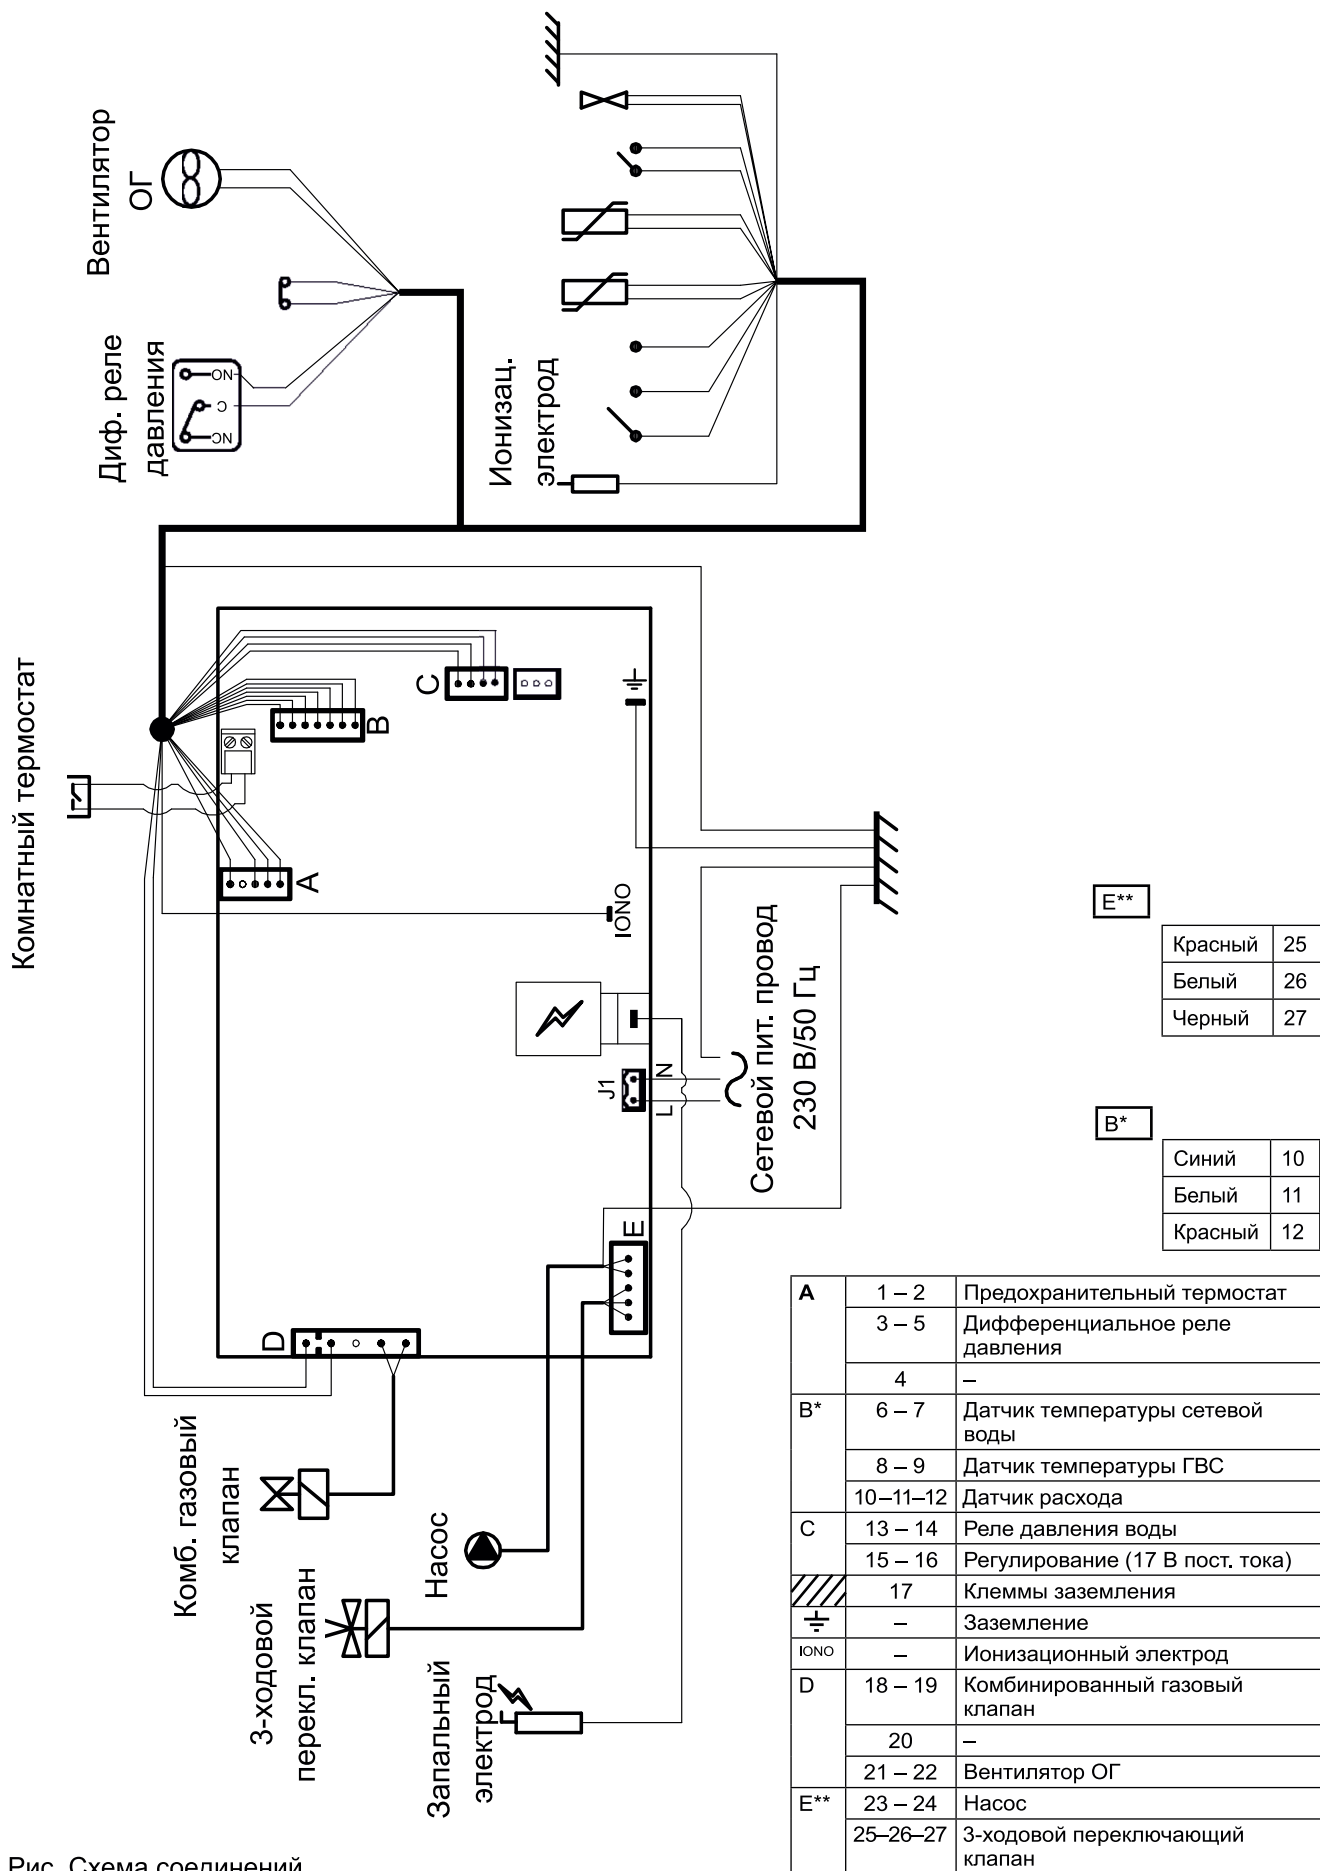 Комнатный термостат
Диф. реле
давления
NO
C
NC
Вентилятор
ОГ
Ионизац.
электрод
A
B
C
IONO
J1
L
N
Сетевой пит. провод
230 В/50 Гц
D
E
Комб. газовый
клапан
3-ходовой
перекл. клапан
Насос
Запальный
электрод
E**
Красный 25
Белый 26
Черный 27
B*
Синий 10
Белый 11
Красный 12
A 1 – 2 Предохранительный термостат
3 – 5 Дифференциальное реле
давления
4 –
B* 6 – 7 Датчик температуры сетевой
воды
8 – 9 Датчик температуры ГВС
10–11–12 Датчик расхода
C 13 – 14 Реле давления воды
15 – 16 Регулирование (17 В пост. тока)
17 Клеммы заземления
– Заземление
IONO – Ионизационный электрод
D 18 – 19 Комбинированный газовый
клапан
20 –
21 – 22 Вентилятор ОГ
E** 23 – 24 Насос
25–26–27 3-ходовой переключающий
клапан
Рис. Схема соединений